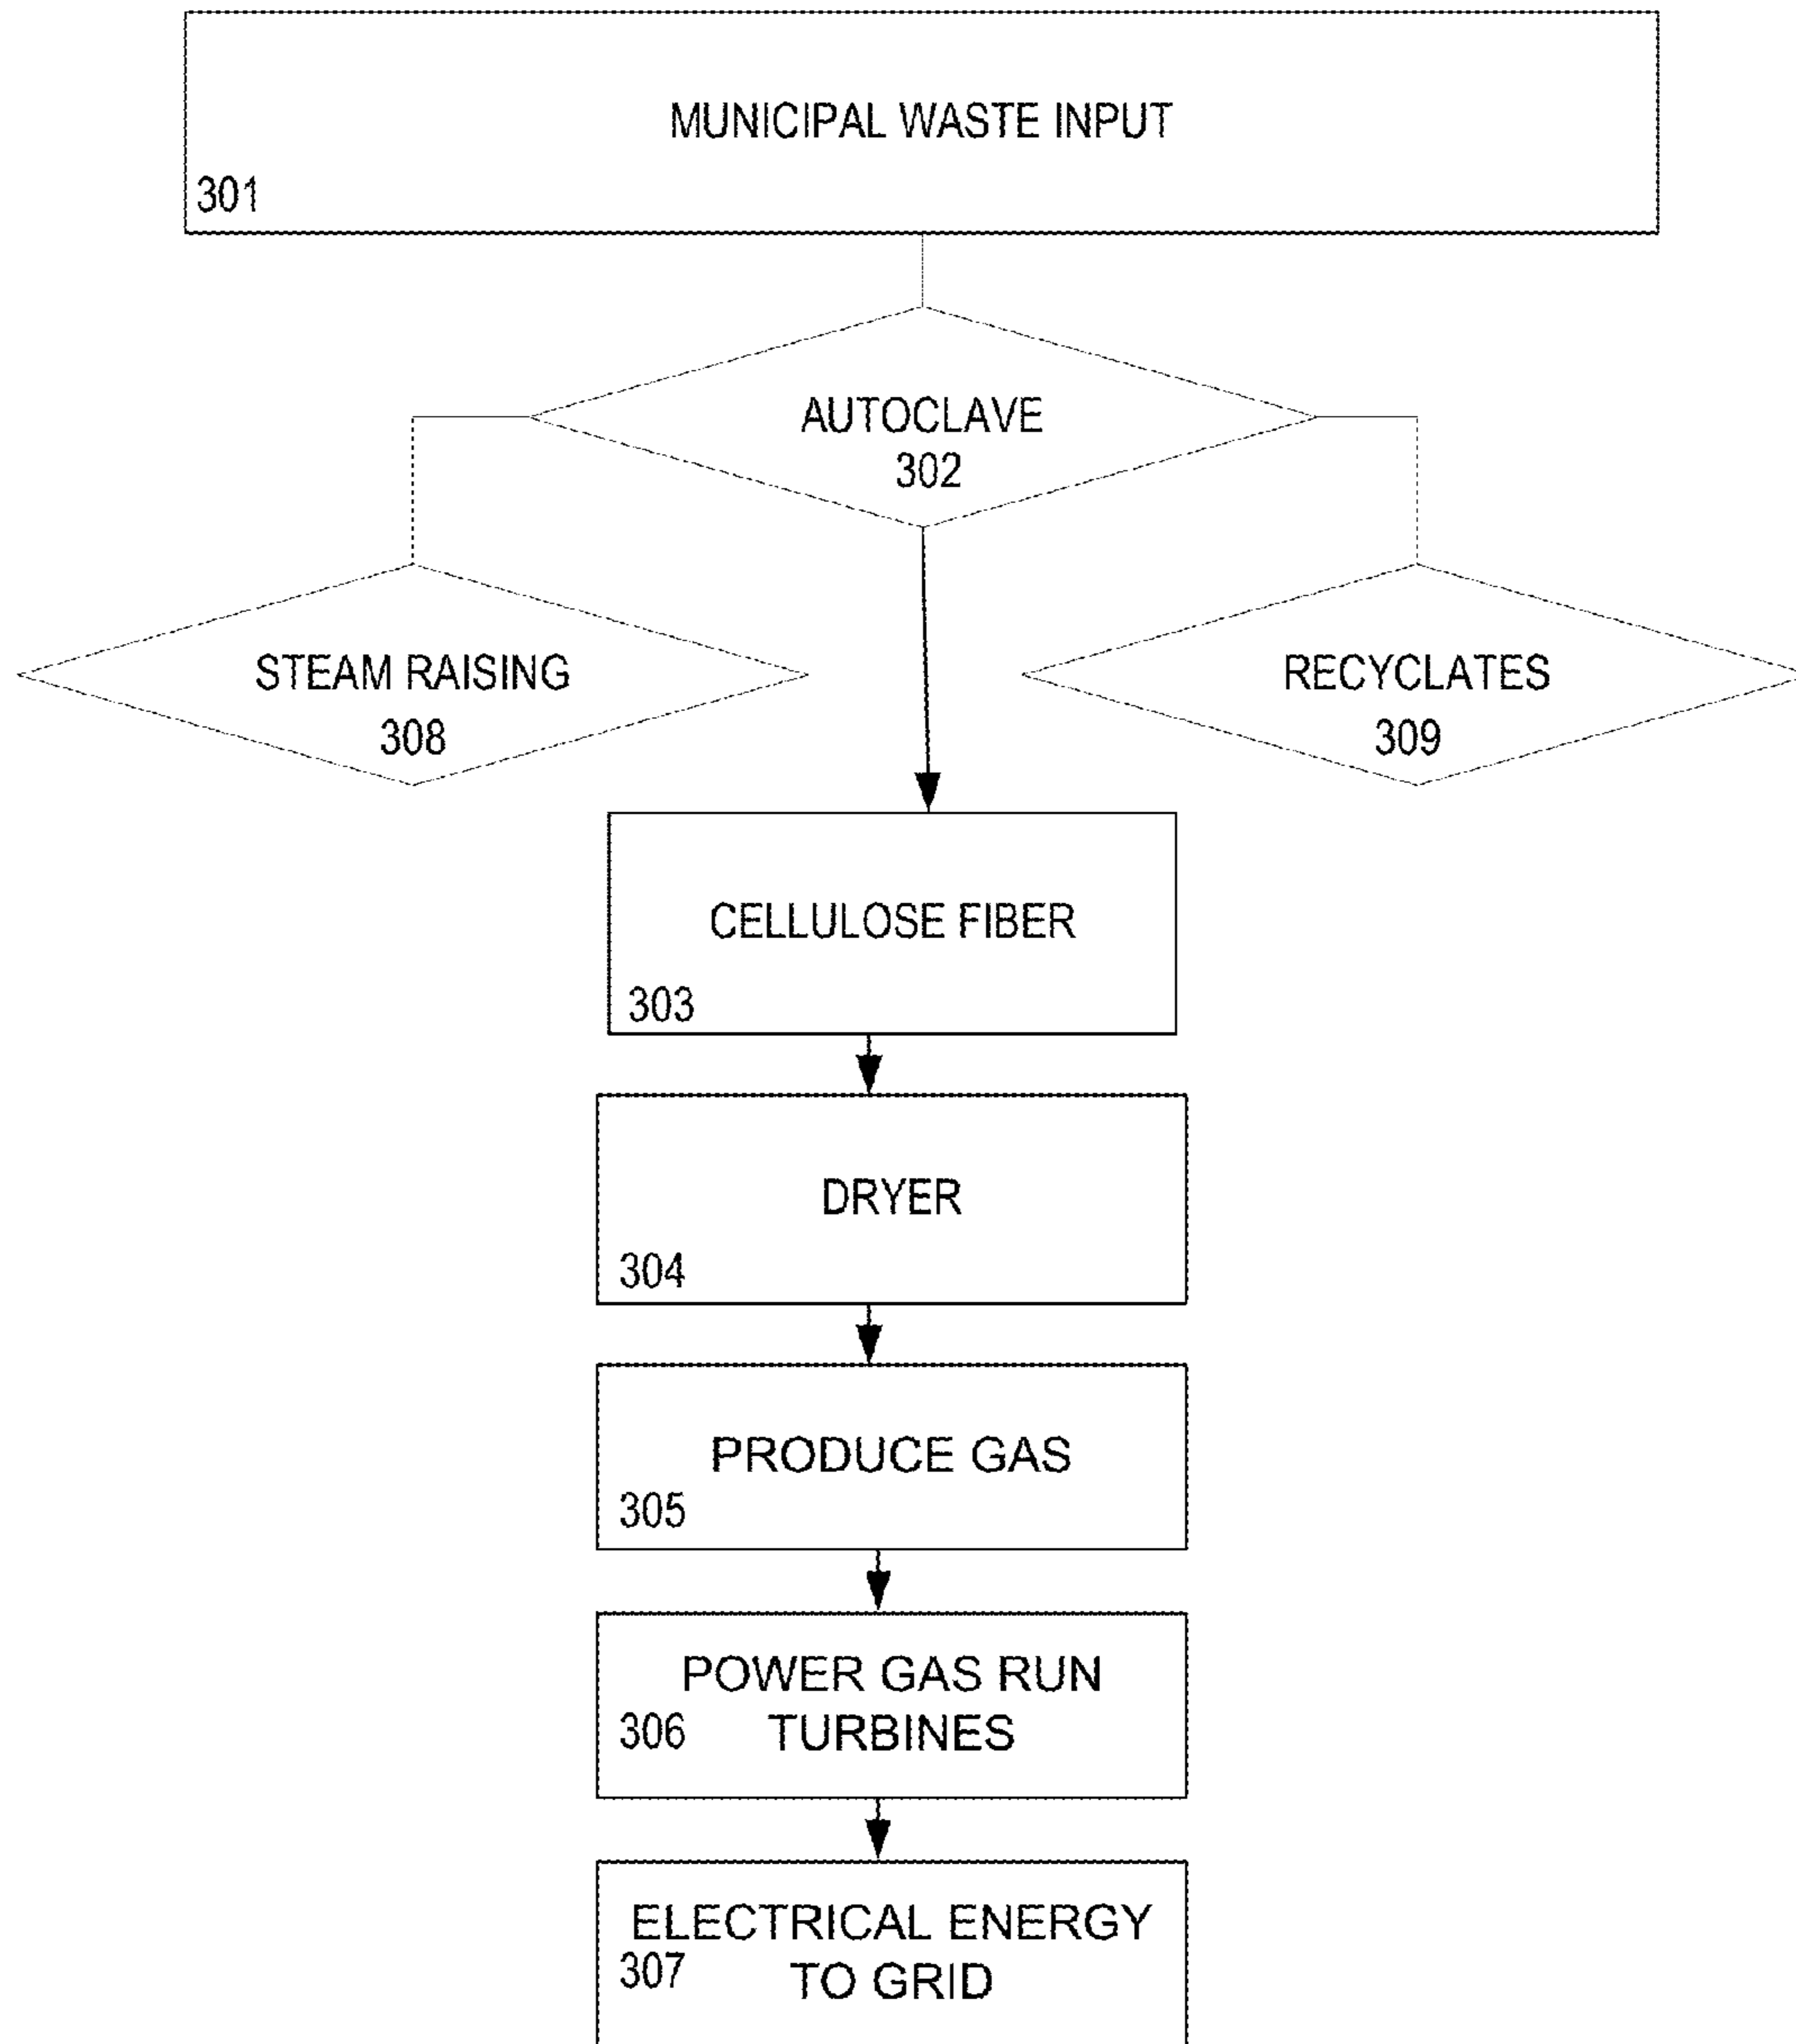 MUNICIPAL WASTE INPUT
301
AUTOCLAVE
302
STEAM RAISING
308
RECYCLATES
309
CELLULOSE FIBER
303
DRYER
304
PRODUCE GAS
305
POWER GAS RUN
306 TURBINES
ELECTRICAL ENERGY
307 TO GRID